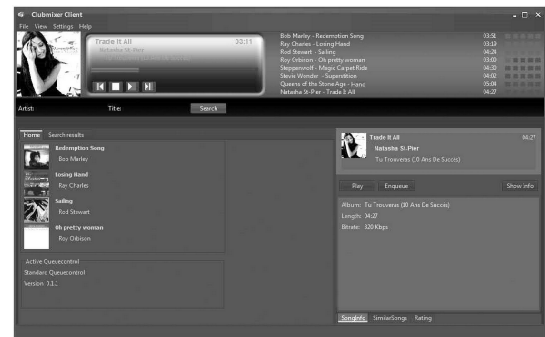 Clubmixer Client
File View Settings Help
Trade It All 03:11
Natasha St-Pier
Bob Marley - Redemption Song 03:51
Ray Charles - Losing Hand 03:13
Rod Stewart - Sailing 04:24
Roy Orbison - Oh pretty woman 03:00
Steppenwolf - Magic Carpet Ride 04:30
Stevie Wonder - Superstition 04:02
Queens of the Stone Age - Hang 05:04
Natasha St-Pier - Trade It All 04:27
Artist: Title: Search
Home Searchresults
Redemption Song
Bob Marley
Losing Hand
Ray Charles
Sailing
Rod Stewart
Oh pretty woman
Roy Orbison
Active Queuecontrol
Standard Queuecontrol
Version
Trade It All 04:27
Natasha St-Pier
Tu Trouveras (10 Ans De Succès)
Play Enqueue Show info
Album: Tu Trouveras (10 Ans De Succès)
Length: 04:27
Bitrate: 320 Kbps
SongInfo SimilarSongs Rating